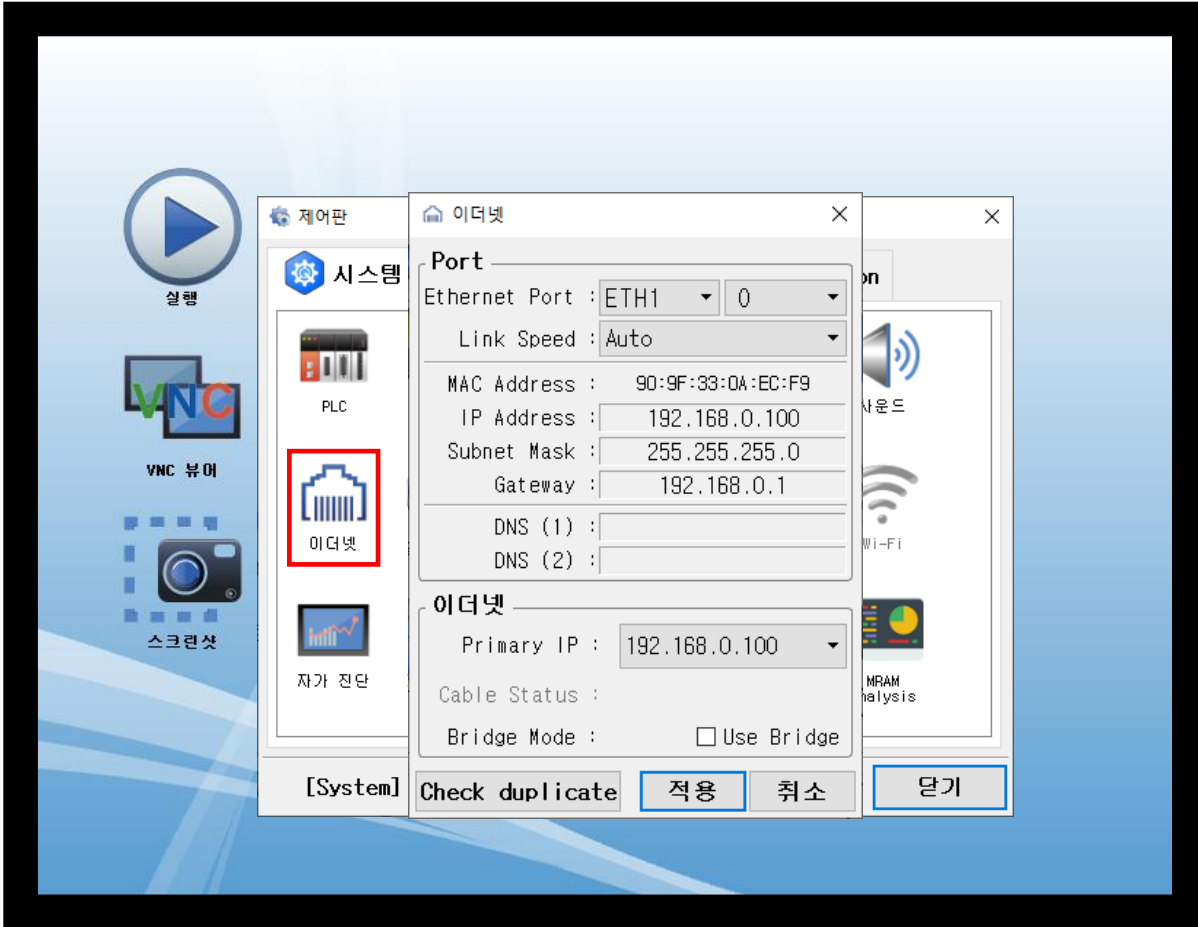 실행
VNC
VNC 뷰어
스크린샷
제어판
시스템
PLC
이더넷
자가 진단
[System]
이더넷
Port
Ethernet Port : ETH1 0
Link Speed : Auto
MAC Address : 90:9F:33:0A:EC:F9
IP Address : 192.168.0.100
Subnet Mask : 255.255.255.0
Gateway : 192.168.0.1
DNS (1) :
DNS (2) :
이더넷
Primary IP : 192.168.0.100
Cable Status :
Bridge Mode : Use Bridge
Check duplicate 적용 취소
on
사운드
Wi-Fi
MRAM
nalysis
닫기